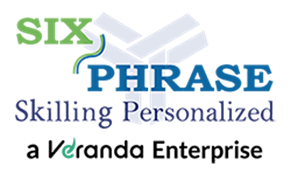 SIX
PHRASE
Skilling Personalized
a Veranda Enterprise